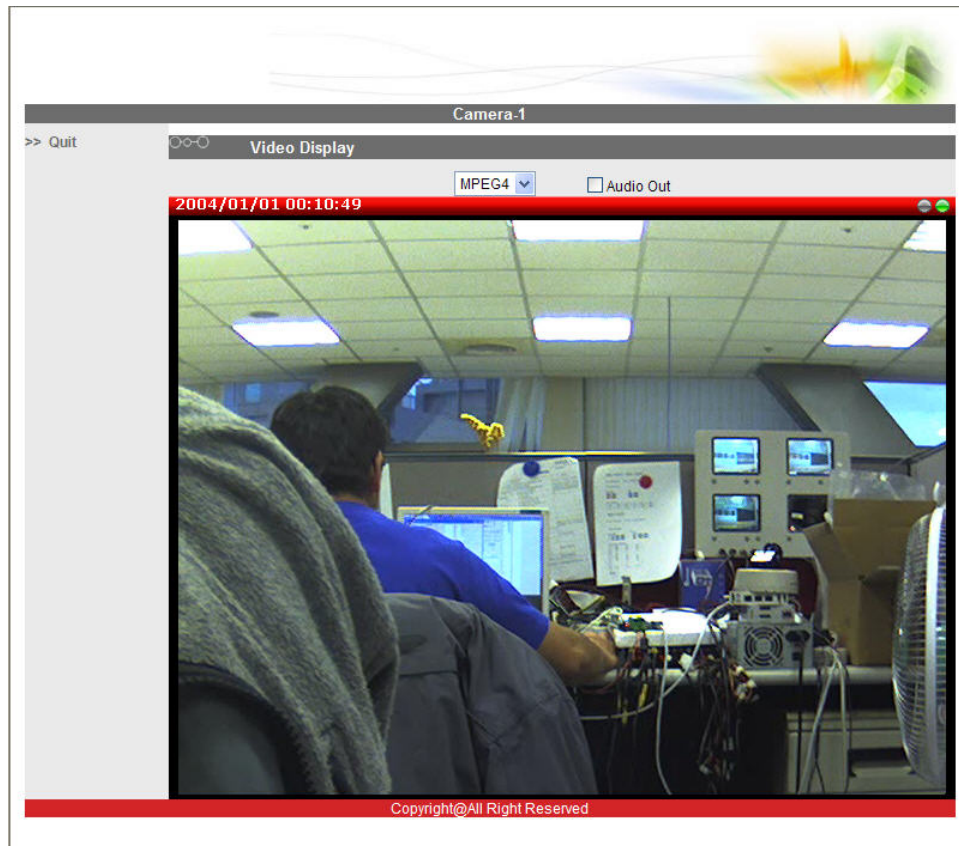 Camera-1
>> Quit
Video Display
MPEG4
Audio Out
2004/01/01 00:10:49
Copyright@All Right Reserved